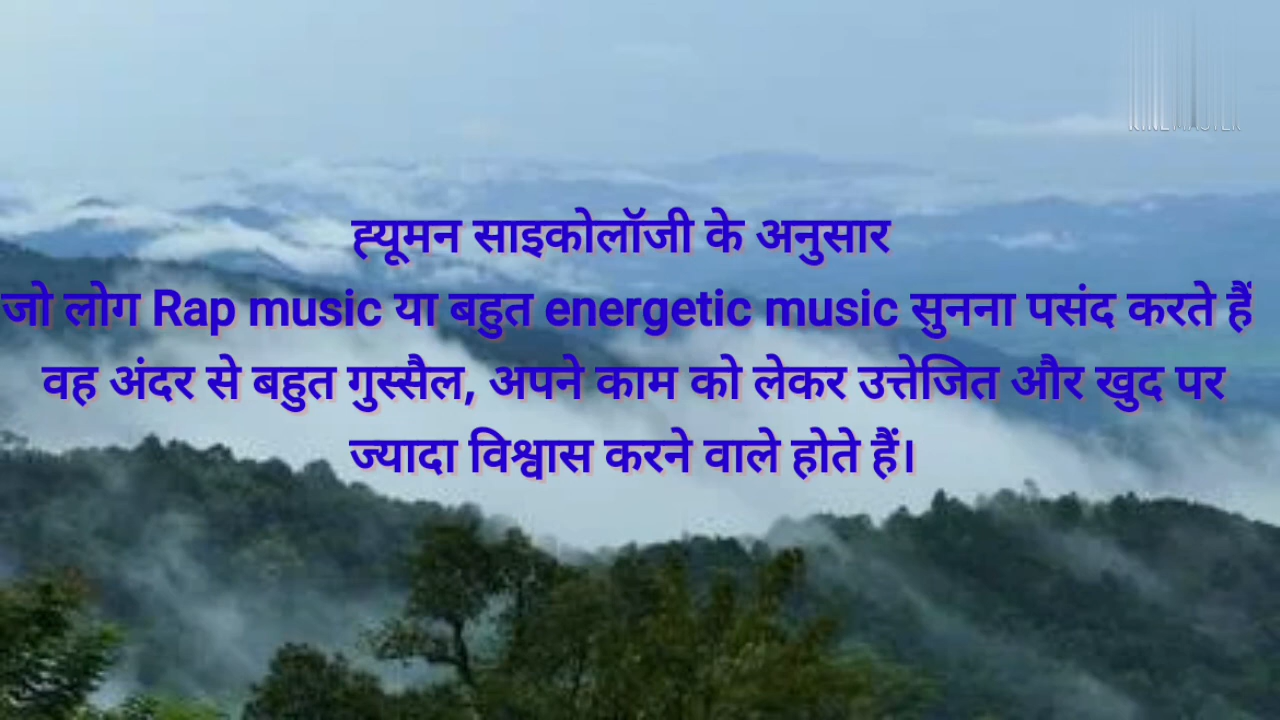 KINEMASTER
ह्यूमन साइकोलॉजी के अनुसार
जो लोग Rap music या बहुत energetic music सुनना पसंद करते हैं
वह अंदर से बहुत गुस्सैल, अपने काम को लेकर उत्तेजित और खुद पर
ज्यादा विश्वास करने वाले होते हैं।